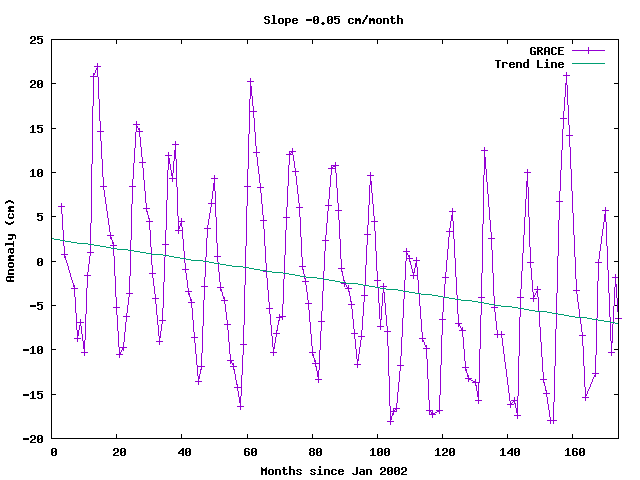 Slope -0.05 cm/month
GRACE
Trend Line
Anomaly (cm)
25
20
15
10
5
0
-5
-10
-15
-20
0 20 40 60 80 100 120 140 160
Months since Jan 2002